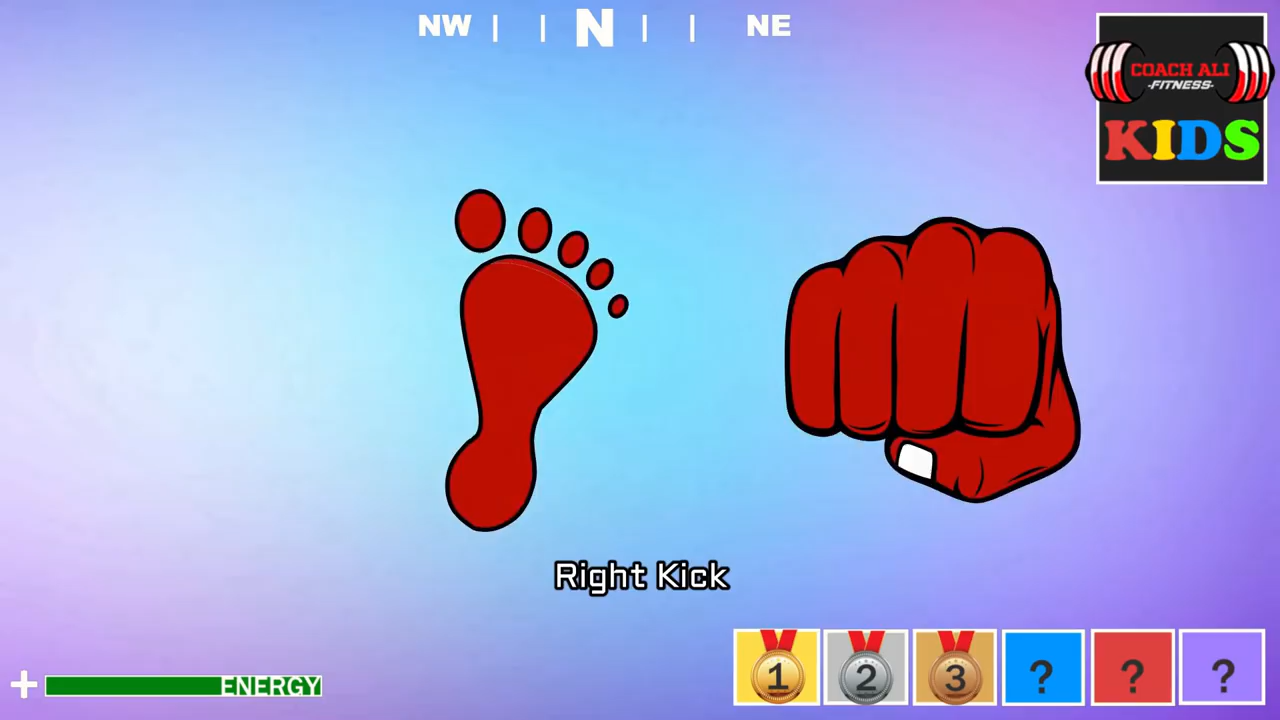 NW | | N | | NE
COACH ALI
-FITNESS-
KIDS
Right Kick
+ ENERGY
1 2 3 ? ? ?